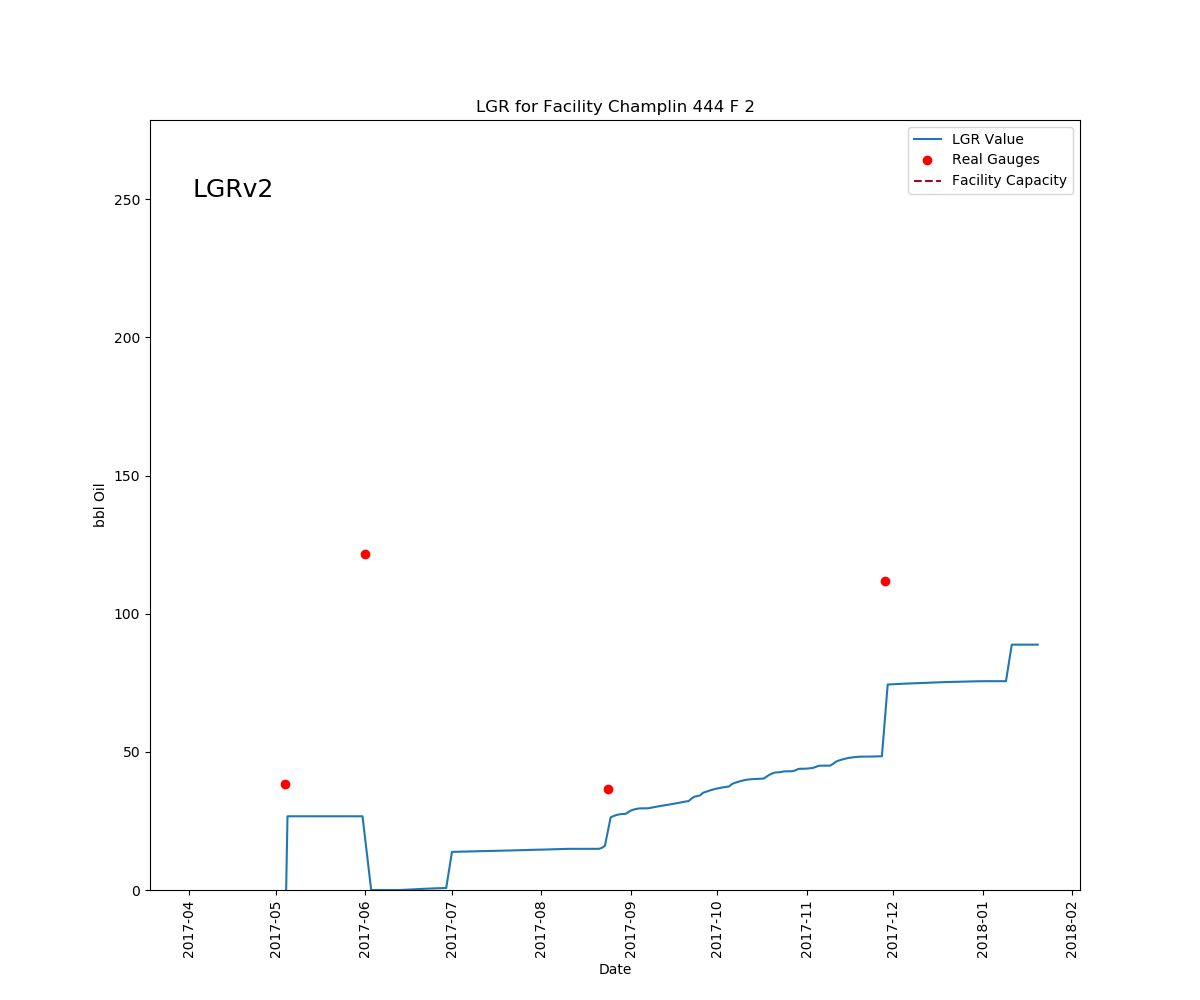 LGR for Facility Champlin 444 F 2
LGR Value
Real Gauges
Facility Capacity
LGRv2
250
200
150
100
50
0
bbl Oil
2017-04
2017-05
2017-06
2017-07
2017-08
2017-09
2017-10
2017-11
2017-12
2018-01
2018-02
Date